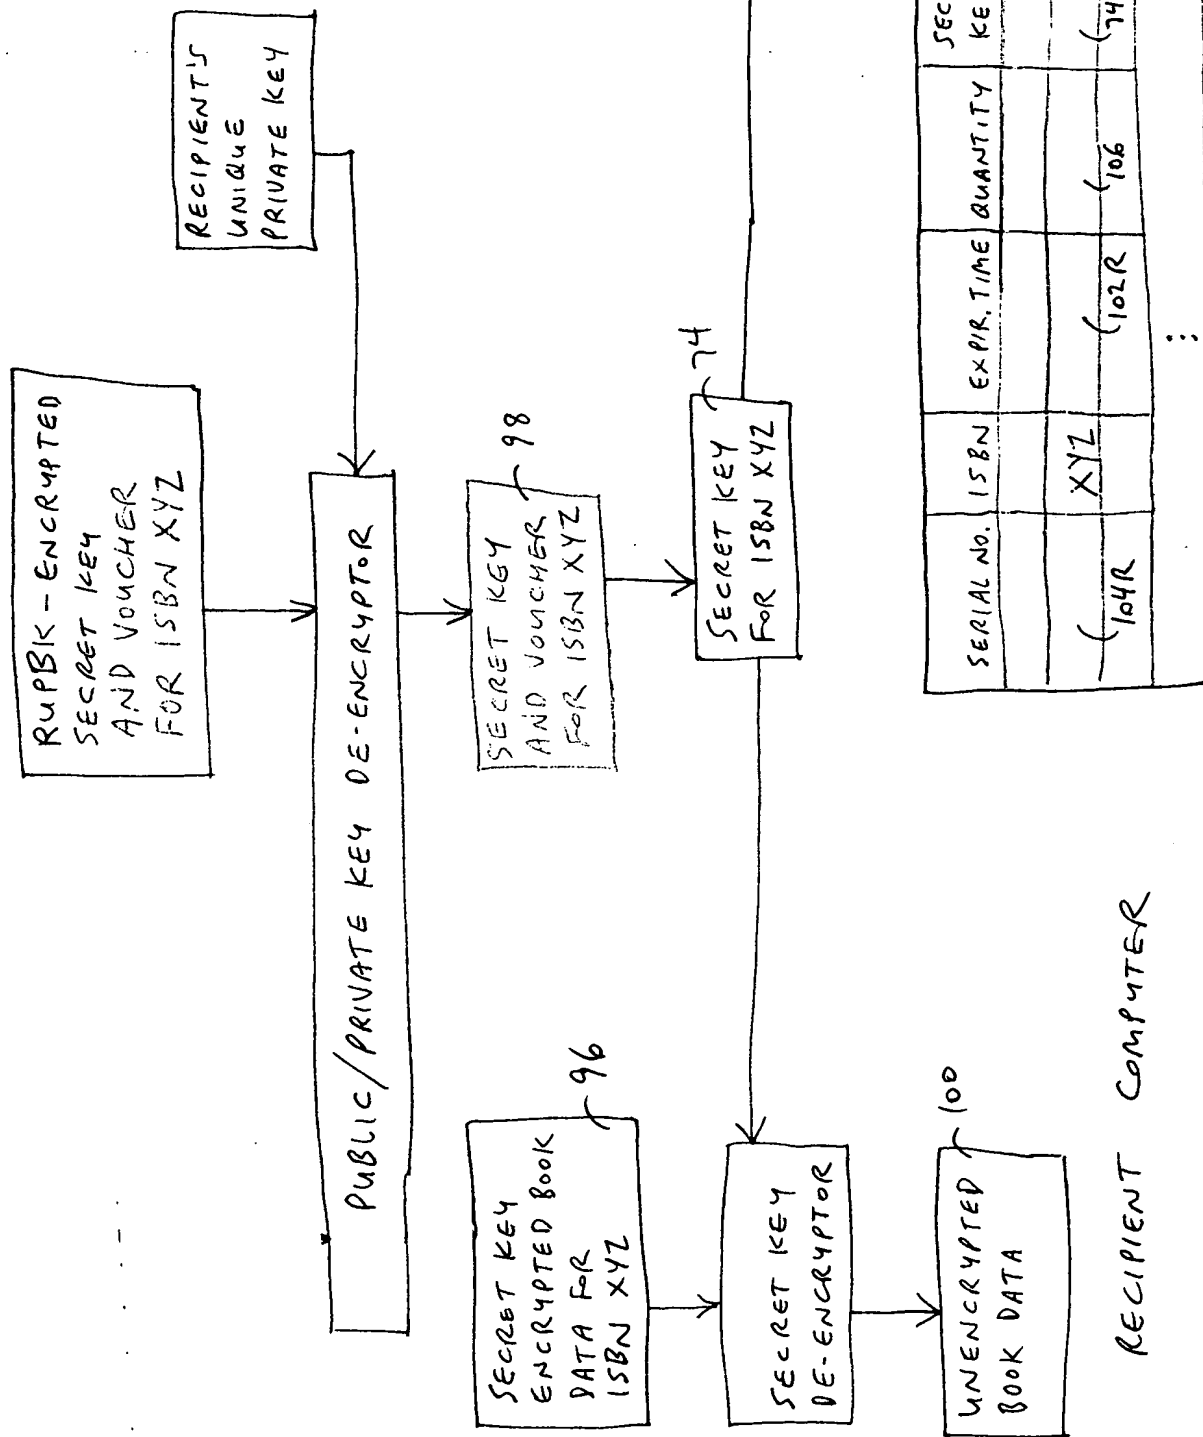 RUPBK-ENCRYPTED
SECRET KEY
AND VOUCHER
FOR ISBN XYZ
RECIPIENT'S
UNIQUE
PRIVATE KEY
PUBLIC/PRIVATE KEY DE-ENCRYPTOR
SECRET KEY
AND VOUCHER
FOR ISBN XYZ
98
SECRET KEY
ENCRYPTED BOOK
DATA FOR
ISBN XYZ
96
SECRET KEY
FOR ISBN XYZ
74
SECRET KEY
DE-ENCRYPTOR
UNENCRYPTED
BOOK DATA
100
RECIPIENT COMPUTER
SERIAL NO. ISBN EXPIR. TIME QUANTITY SEC
KE
XYZ
104R 102R 106 74